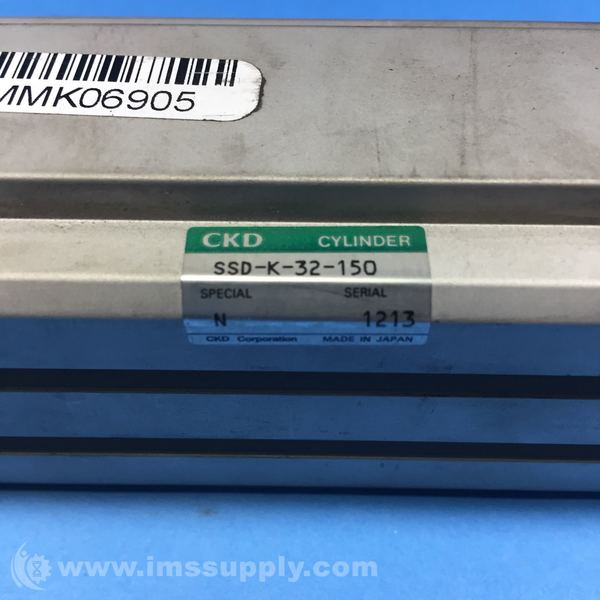 MMK06905
CKD CYLINDER
SSD-K-32-150
SPECIAL SERIAL
N 1213
CKD Corporation MADE IN JAPAN
www.imssupply.com